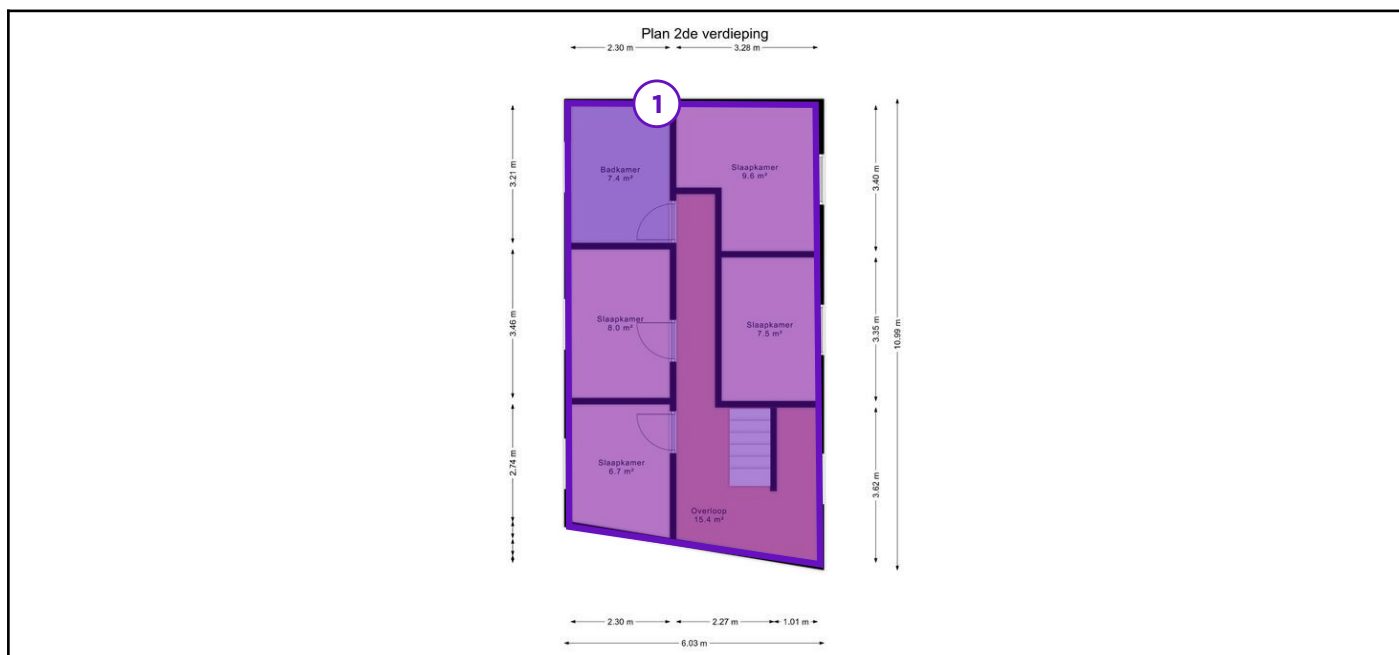 Plan 2de verdieping
2.30 m
3.28 m
1
3.21 m
3.40 m
Badkamer
7.4 m²
Slaapkamer
9.6 m²
3.46 m
3.35 m
10.99 m
Slaapkamer
8.0 m²
Slaapkamer
7.5 m²
2.74 m
3.62 m
Slaapkamer
6.7 m²
Overloop
15.4 m²
2.30 m
2.27 m
1.01 m
6.03 m